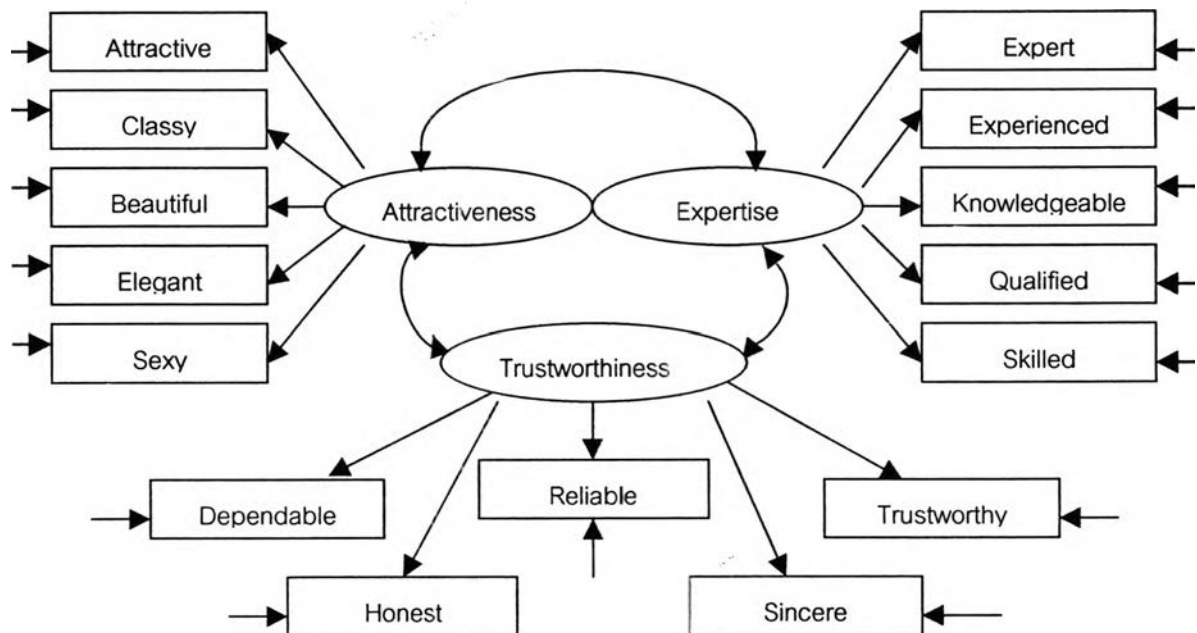 Attractive
Expert
Classy
Experienced
Beautiful
Attractiveness
Expertise
Knowledgeable
Elegant
Qualified
Sexy
Trustworthiness
Skilled
Dependable
Reliable
Trustworthy
Honest
Sincere